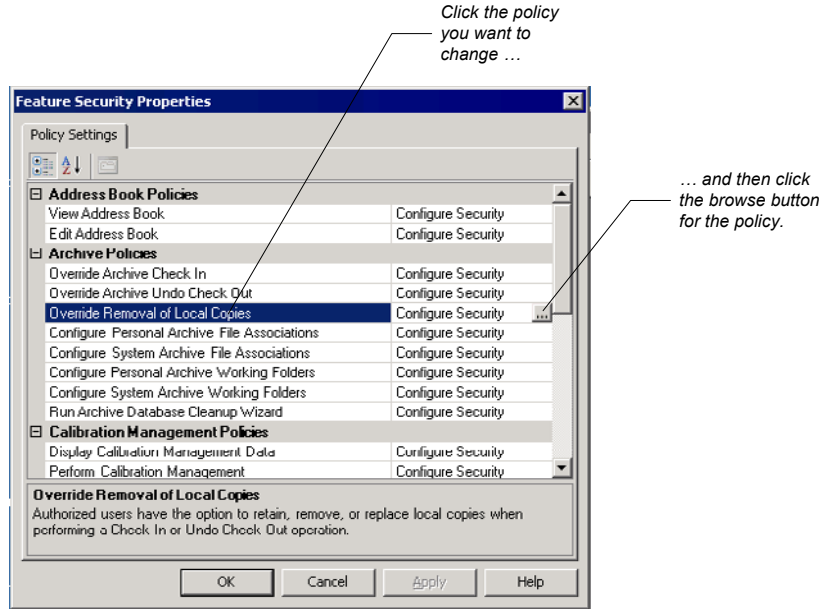 Click the policy
you want to
change …
Feature Security Properties
Policy Settings
… and then click
the browse button
for the policy.
Address Book Policies
View Address Book Configure Security
Edit Address Book Configure Security
Archive Policies
Override Archive Check In Configure Security
Override Archive Undo Check Out Configure Security
Override Removal of Local Copies Configure Security ...
Configure Personal Archive File Associations Configure Security
Configure System Archive File Associations Configure Security
Configure Personal Archive Working Folders Configure Security
Configure System Archive Working Folders Configure Security
Run Archive Database Cleanup Wizard Configure Security
Calibration Management Policies
Display Calibration Management Data Configure Security
Perform Calibration Management Configure Security
Override Removal of Local Copies
Authorized users have the option to retain, remove, or replace local copies when
performing a Check In or Undo Check Out operation.
OK Cancel Apply Help